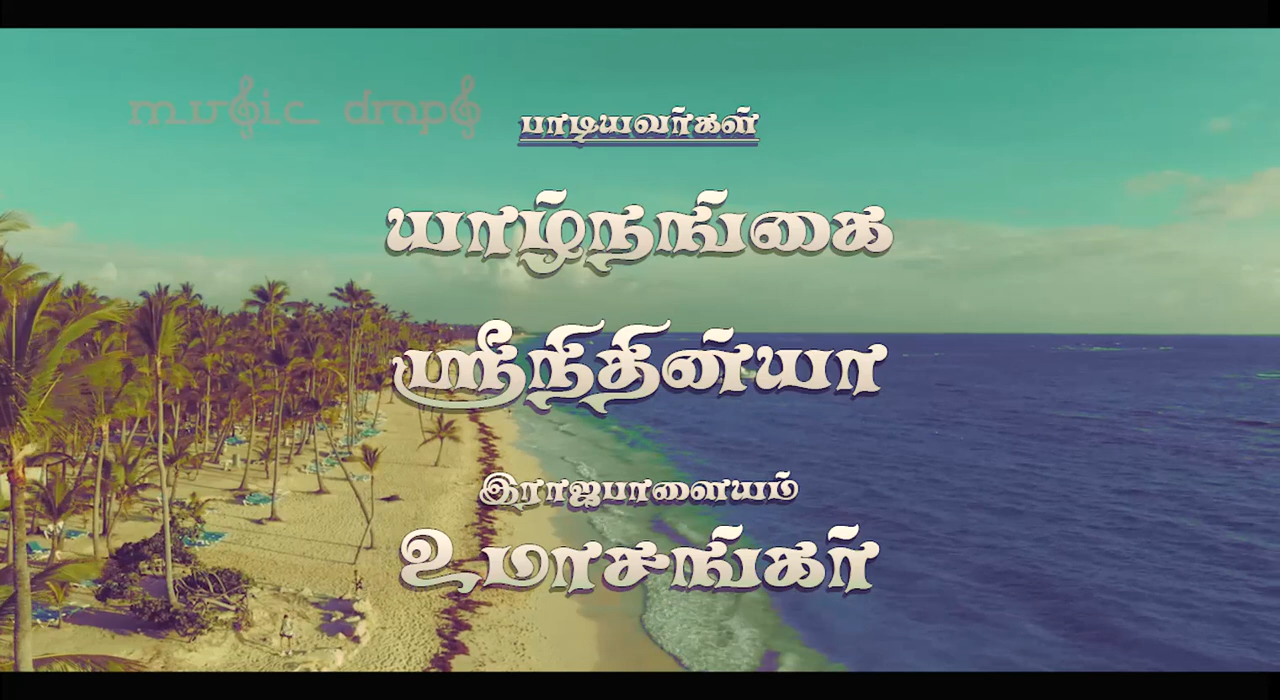 music drops
பாடியவர்கள்
யாழ்நங்கை
ஸ்ரீநிதின்யா
இராஜபாளையம்
உமாசங்கர்